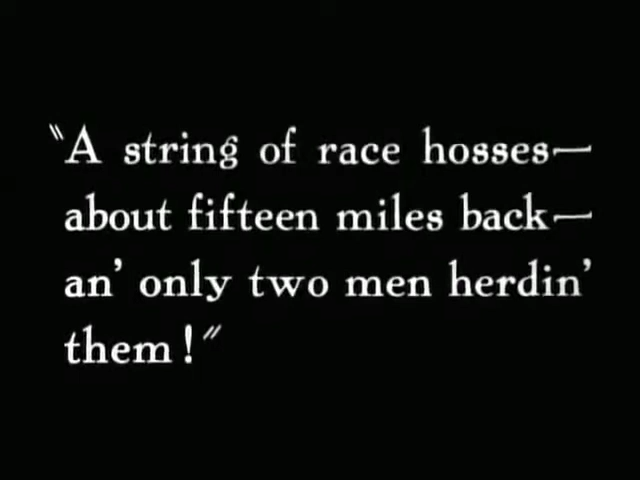 "A string of race hosses—
about fifteen miles back—
an' only two men herdin'
them!"